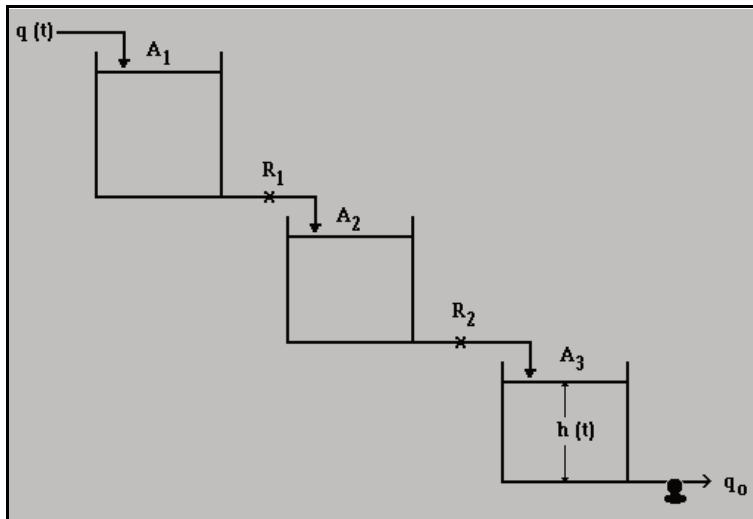 q (t)
A₁
R₁
A₂
R₂
A₃
h (t)
qₒ